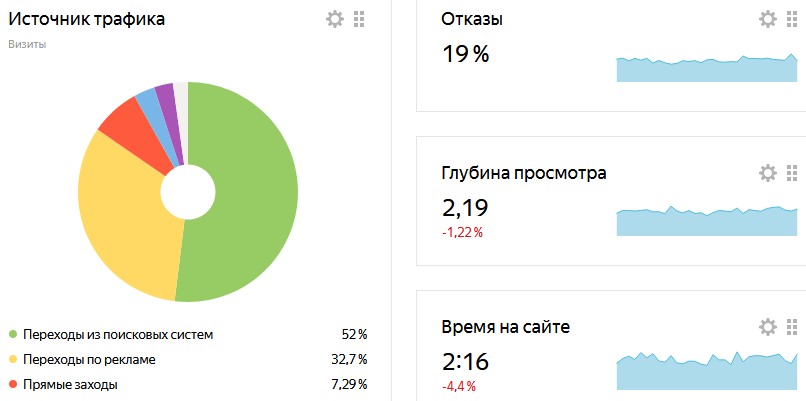 Источник трафика
Визиты
Переходы из поисковых систем 52 %
Переходы по рекламе 32,7 %
Прямые заходы 7,29 %
Отказы
19 %
Глубина просмотра
2,19
-1,22 %
Время на сайте
2:16
-4,4 %